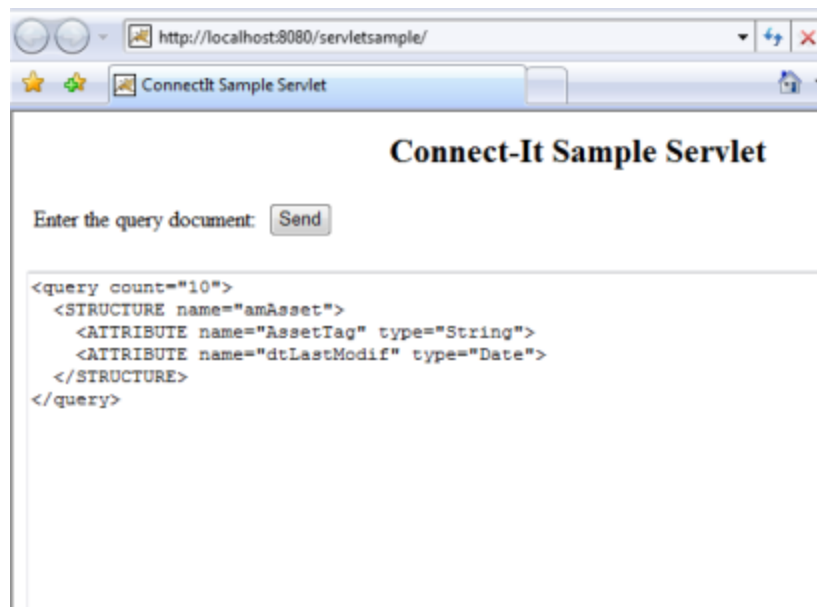 http://localhost:8080/servletsample/
ConnectIt Sample Servlet
Connect-It Sample Servlet
Enter the query document: Send
<query count="10">
<STRUCTURE name="amAsset">
<ATTRIBUTE name="AssetTag" type="String">
<ATTRIBUTE name="dtLastModif" type="Date">
</STRUCTURE>
</query>